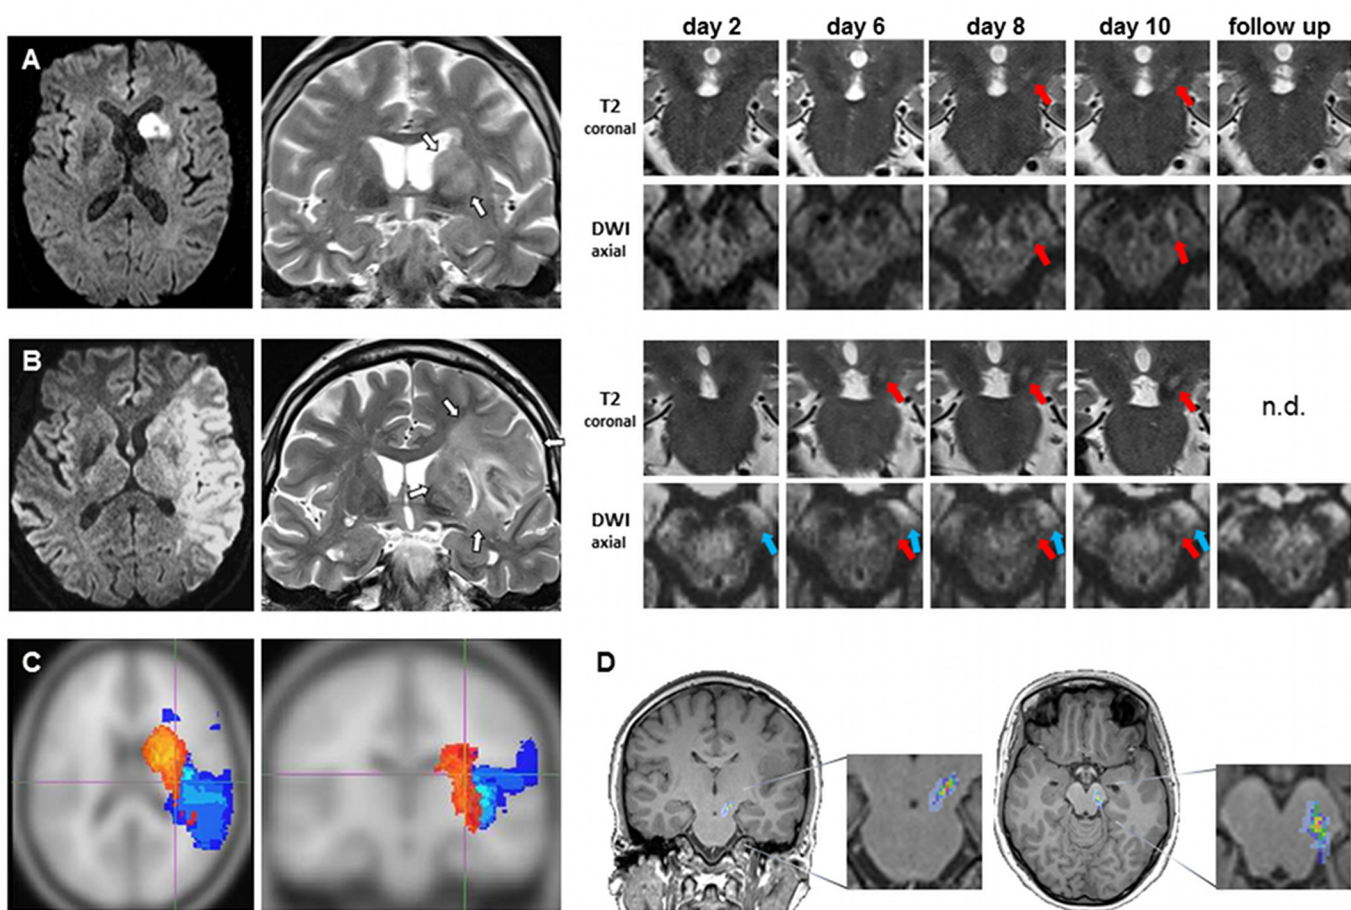 day 2 day 6 day 8 day 10 follow up
A
T2
coronal
DWI
axial
B
T2
coronal
n.d.
DWI
axial
C
D